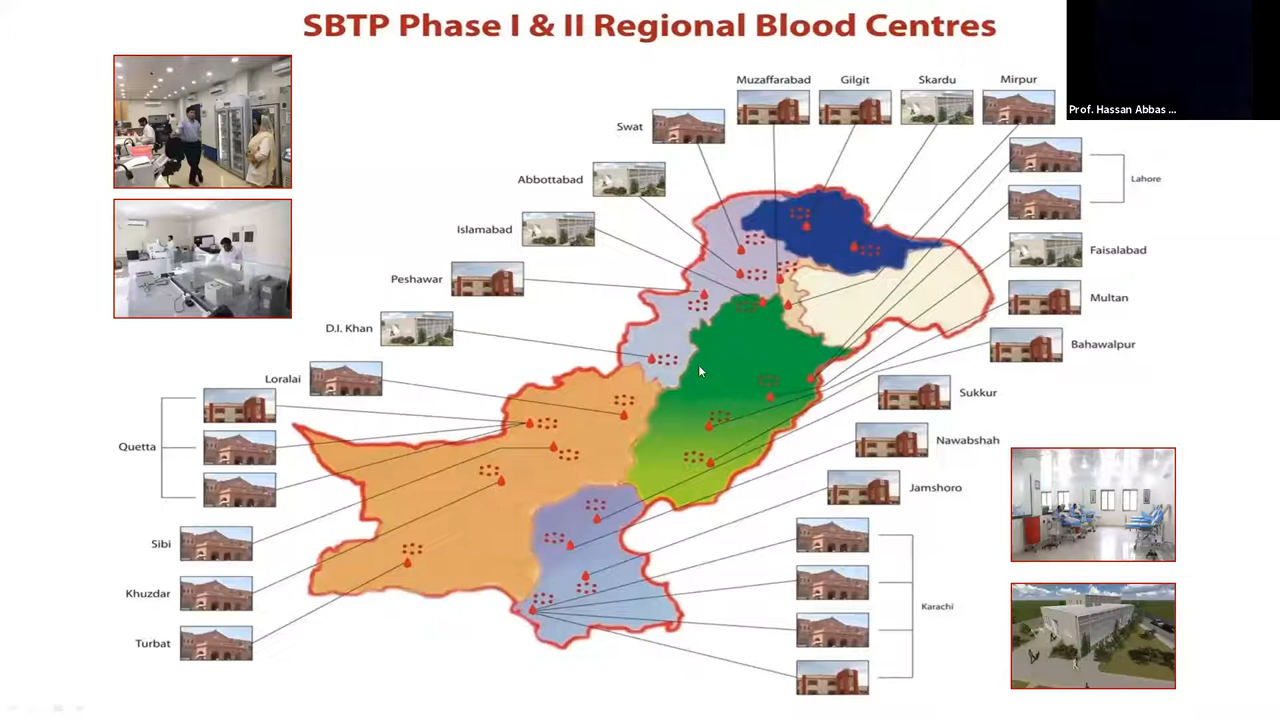 SBTP Phase I & II Regional Blood Centres
Prof. Hassan Abbas ...
Muzaffarabad
Gilgit
Skardu
Mirpur
Swat
Lahore
Abbottabad
Islamabad
Faisalabad
Peshawar
Multan
D.I. Khan
Bahawalpur
Loralai
Sukkur
Quetta
Nawabshah
Jamshoro
Sibi
Khuzdar
Karachi
Turbat